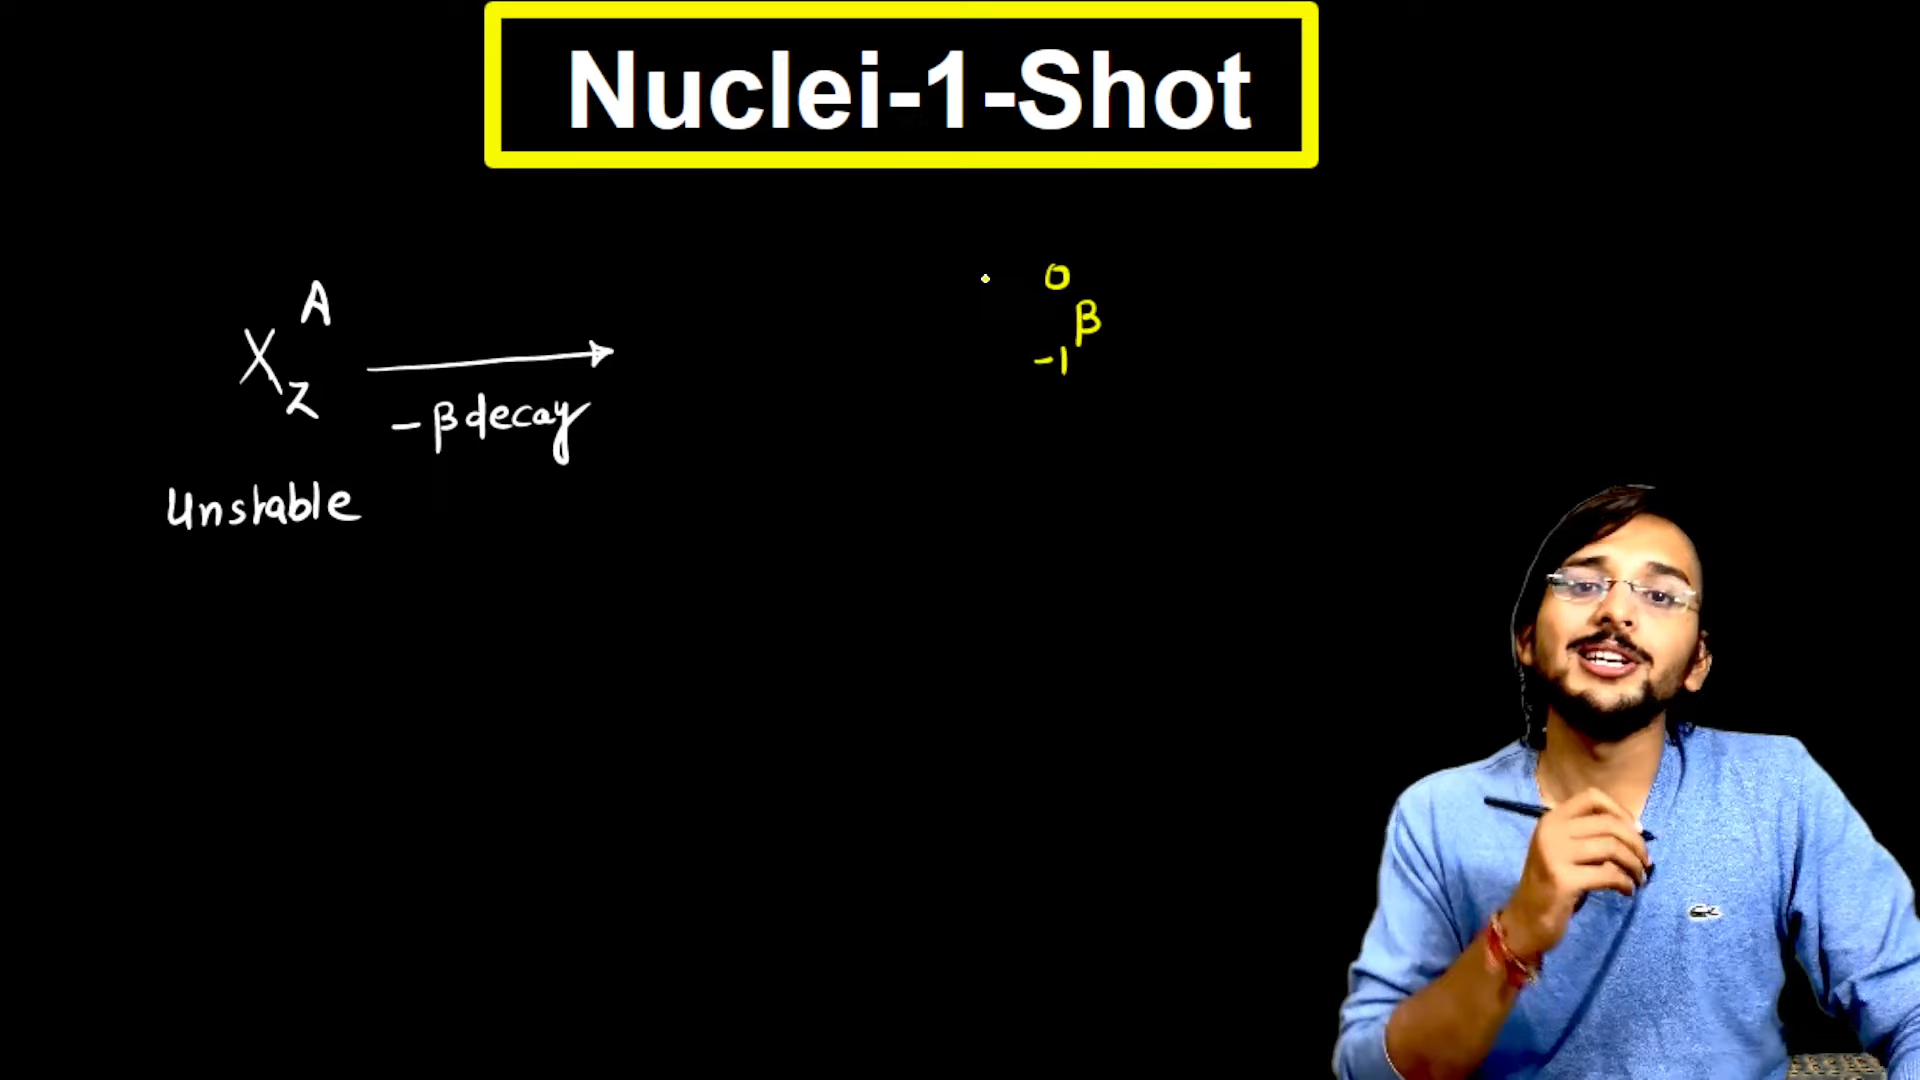 Nuclei-1-Shot
X
A
Z
-β decay
Unstable
0
β
-1